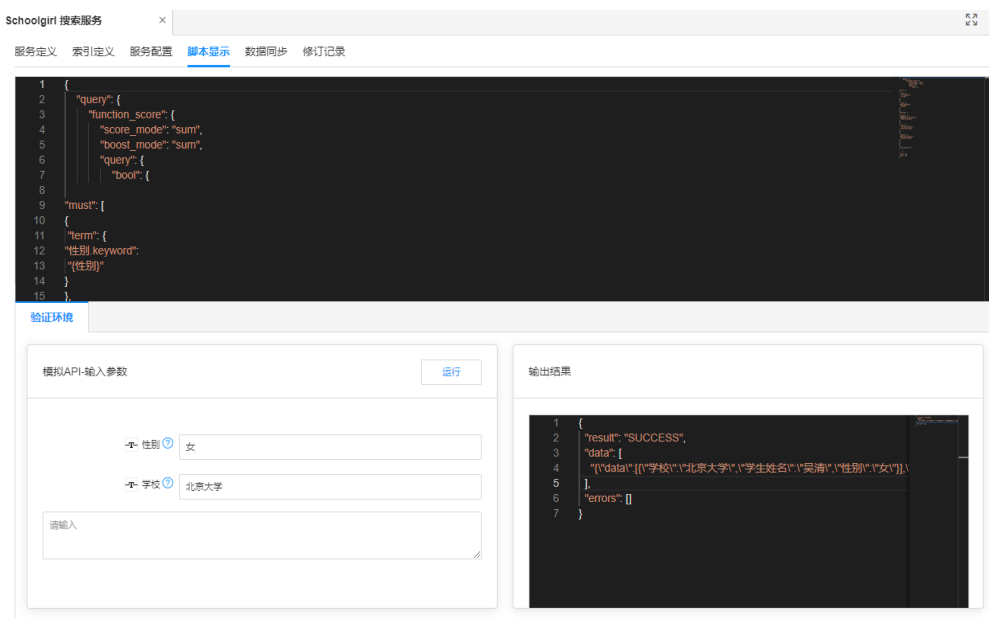 Schoolgirl 搜索服务 ×
服务定义 索引定义 服务配置 脚本显示 数据同步 修订记录
1 {
2 "query": {
3 "function_score": {
4 "score_mode": "sum",
5 "boost_mode": "sum",
6 "query": {
7 "bool": {
8
9 "must": [
10 {
11 "term": {
12 "性别.keyword":
13 "{性别}"
14 }
15 },
验证环境
模拟API-输入参数 运行
-T- 性别 ? 女
-T- 学校 ? 北京大学
请输入
输出结果
1 {
2 "result": "SUCCESS",
3 "data": [
4 "{\"data\":[{\"学校\":\"北京大学\",\"学生姓名\":\"吴清\",\"性别\":\"女\"}],\
5 ],
6 "errors": []
7 }